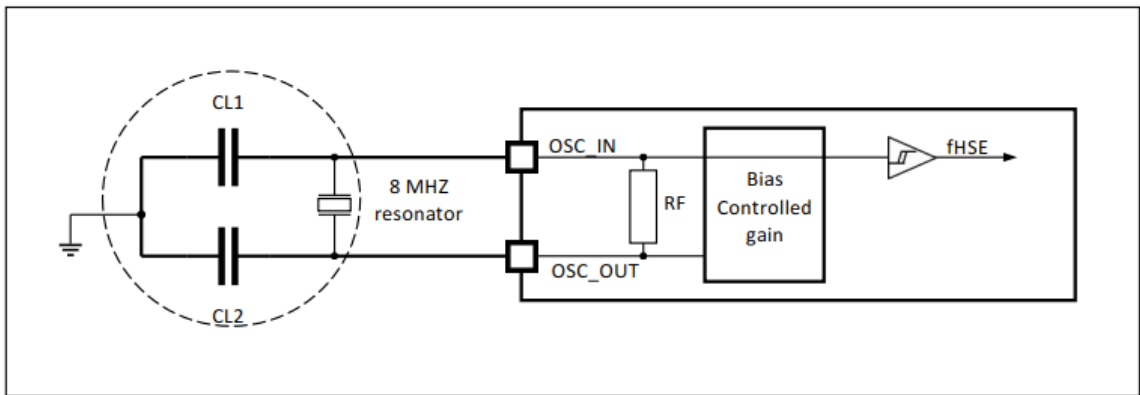 CL1
OSC_IN
fHSE
8 MHZ
resonator
RF
Bias
Controlled
gain
OSC_OUT
CL2